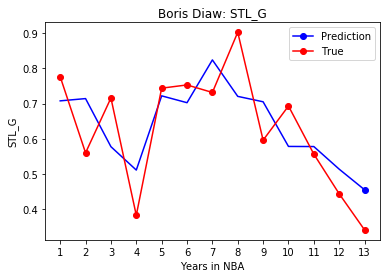 Boris Diaw: STL_G
Prediction
True
0.9
0.8
0.7
0.6
0.5
0.4
STL_G
1 2 3 4 5 6 7 8 9 10 11 12 13
Years in NBA